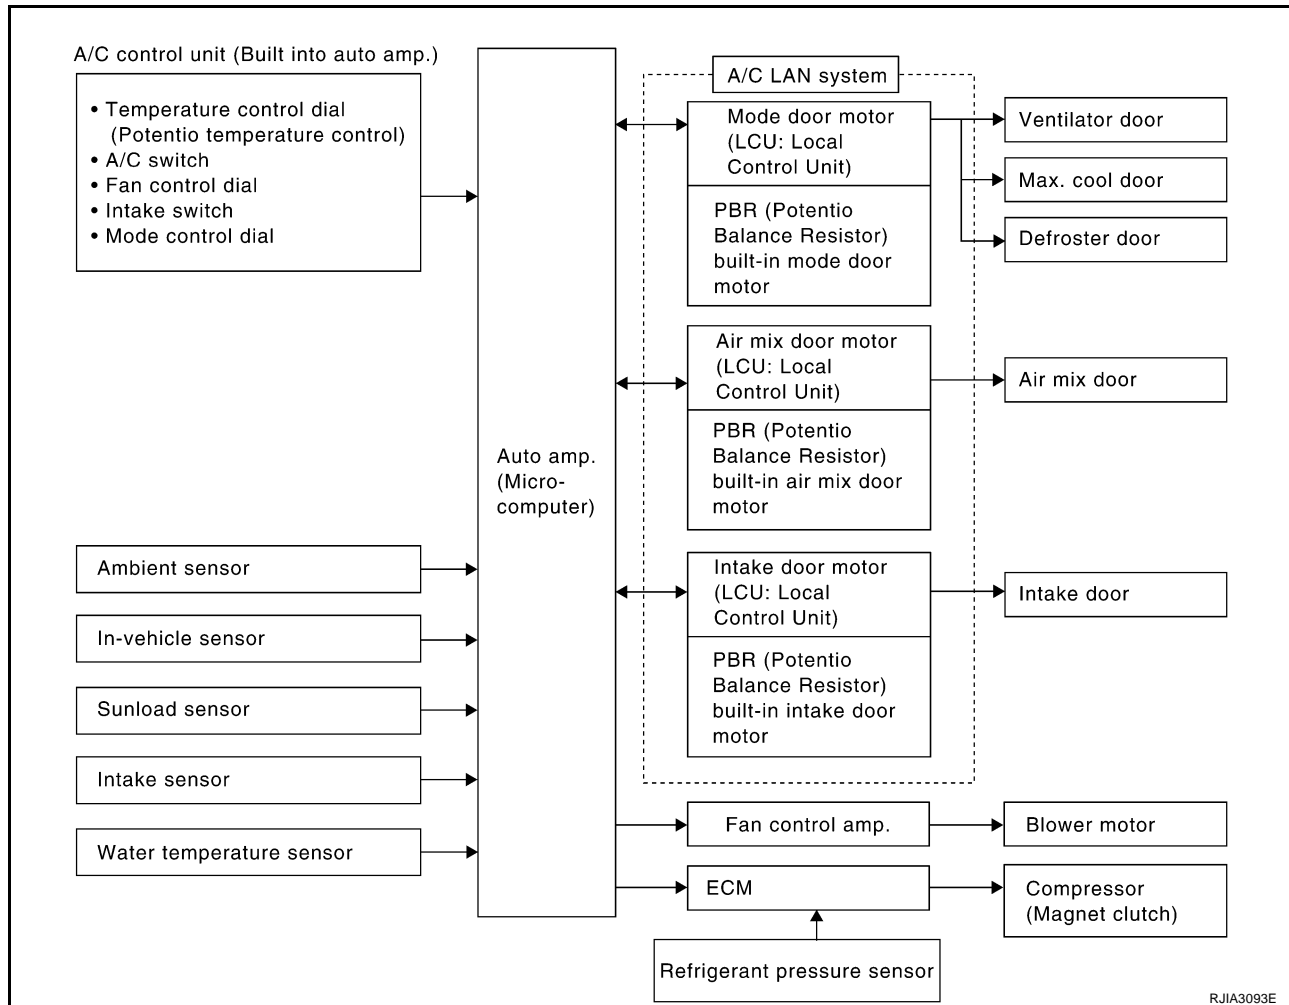 A/C control unit (Built into auto amp.)
• Temperature control dial
(Potentio temperature control)
• A/C switch
• Fan control dial
• Intake switch
• Mode control dial
Ambient sensor
In-vehicle sensor
Sunload sensor
Intake sensor
Water temperature sensor
Auto amp.
(Micro-
computer)
A/C LAN system
Mode door motor
(LCU: Local
Control Unit)
PBR (Potentio
Balance Resistor)
built-in mode door
motor
Air mix door motor
(LCU: Local
Control Unit)
PBR (Potentio
Balance Resistor)
built-in air mix door
motor
Intake door motor
(LCU: Local
Control Unit)
PBR (Potentio
Balance Resistor)
built-in intake door
motor
Fan control amp.
ECM
Refrigerant pressure sensor
Ventilator door
Max. cool door
Defroster door
Air mix door
Intake door
Blower motor
Compressor
(Magnet clutch)
RJIA3093E